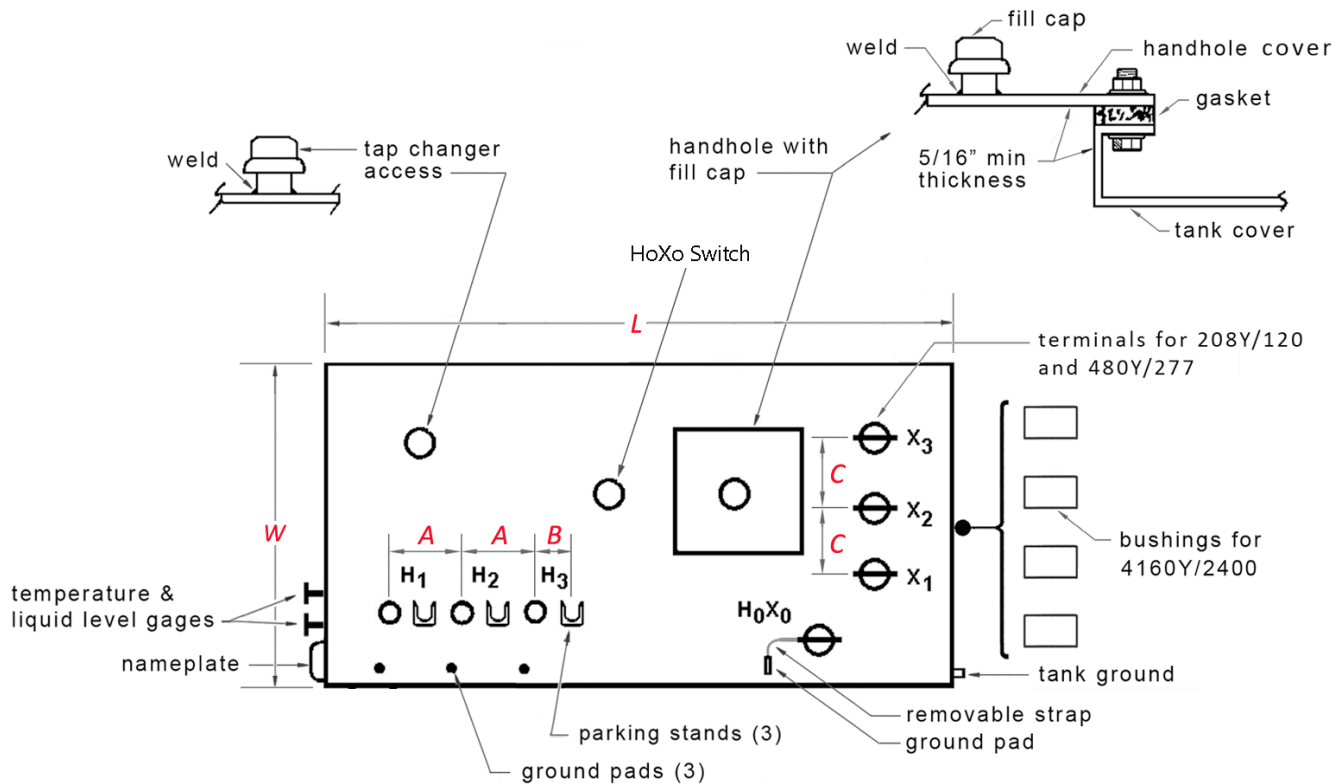 fill cap
weld
handhole cover
gasket
5/16” min
thickness
tank cover
weld
tap changer
access
handhole with
fill cap
HoXo Switch
L
terminals for 208Y/120
and 480Y/277
X3
C
X2
C
X1
W
A
A
B
H1
H2
H3
bushings for
4160Y/2400
temperature &
liquid level gages
nameplate
H0X0
tank ground
removable strap
ground pad
parking stands (3)
ground pads (3)